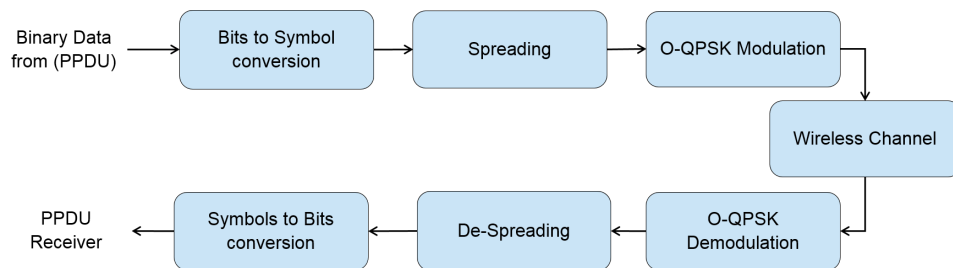 Binary Data
from (PPDU)
Bits to Symbol
conversion
Spreading
O-QPSK Modulation
Wireless Channel
O-QPSK
Demodulation
De-Spreading
Symbols to Bits
conversion
PPDU
Receiver